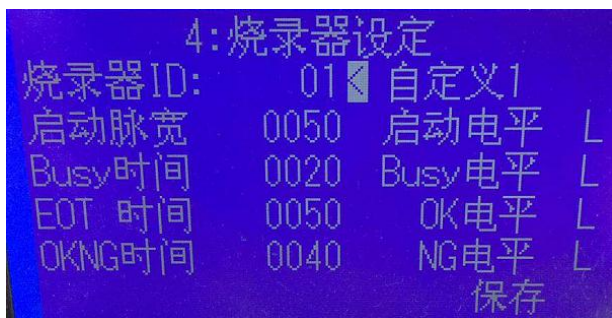 4:烧录器设定
烧录器ID: 01< 自定义1
启动脉宽 0050 启动电平 L
Busy时间 0020 Busy电平 L
EOT 时间 0050 OK电平 L
OKNG时间 0040 NG电平 L
保存